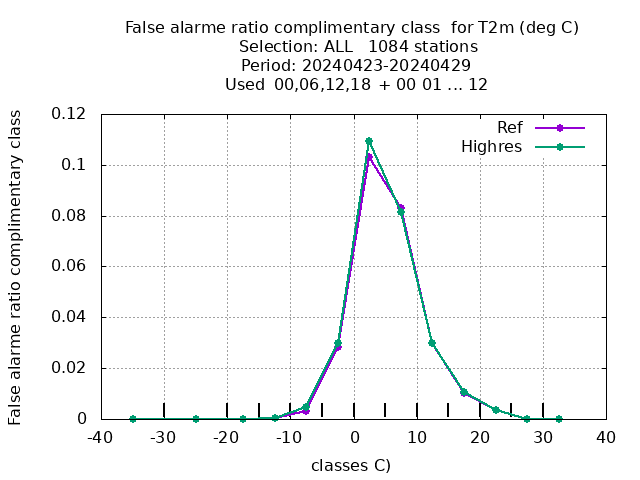 False alarme ratio complimentary class  for T2m (deg C)
Selection: ALL   1084 stations
Period: 20240423-20240429
Used  00,06,12,18 + 00 01 ... 12
False alarme ratio complimentary class
0.12
0.1
0.08
0.06
0.04
0.02
0
Ref
Highres
-40 -30 -20 -10 0 10 20 30 40
classes C)